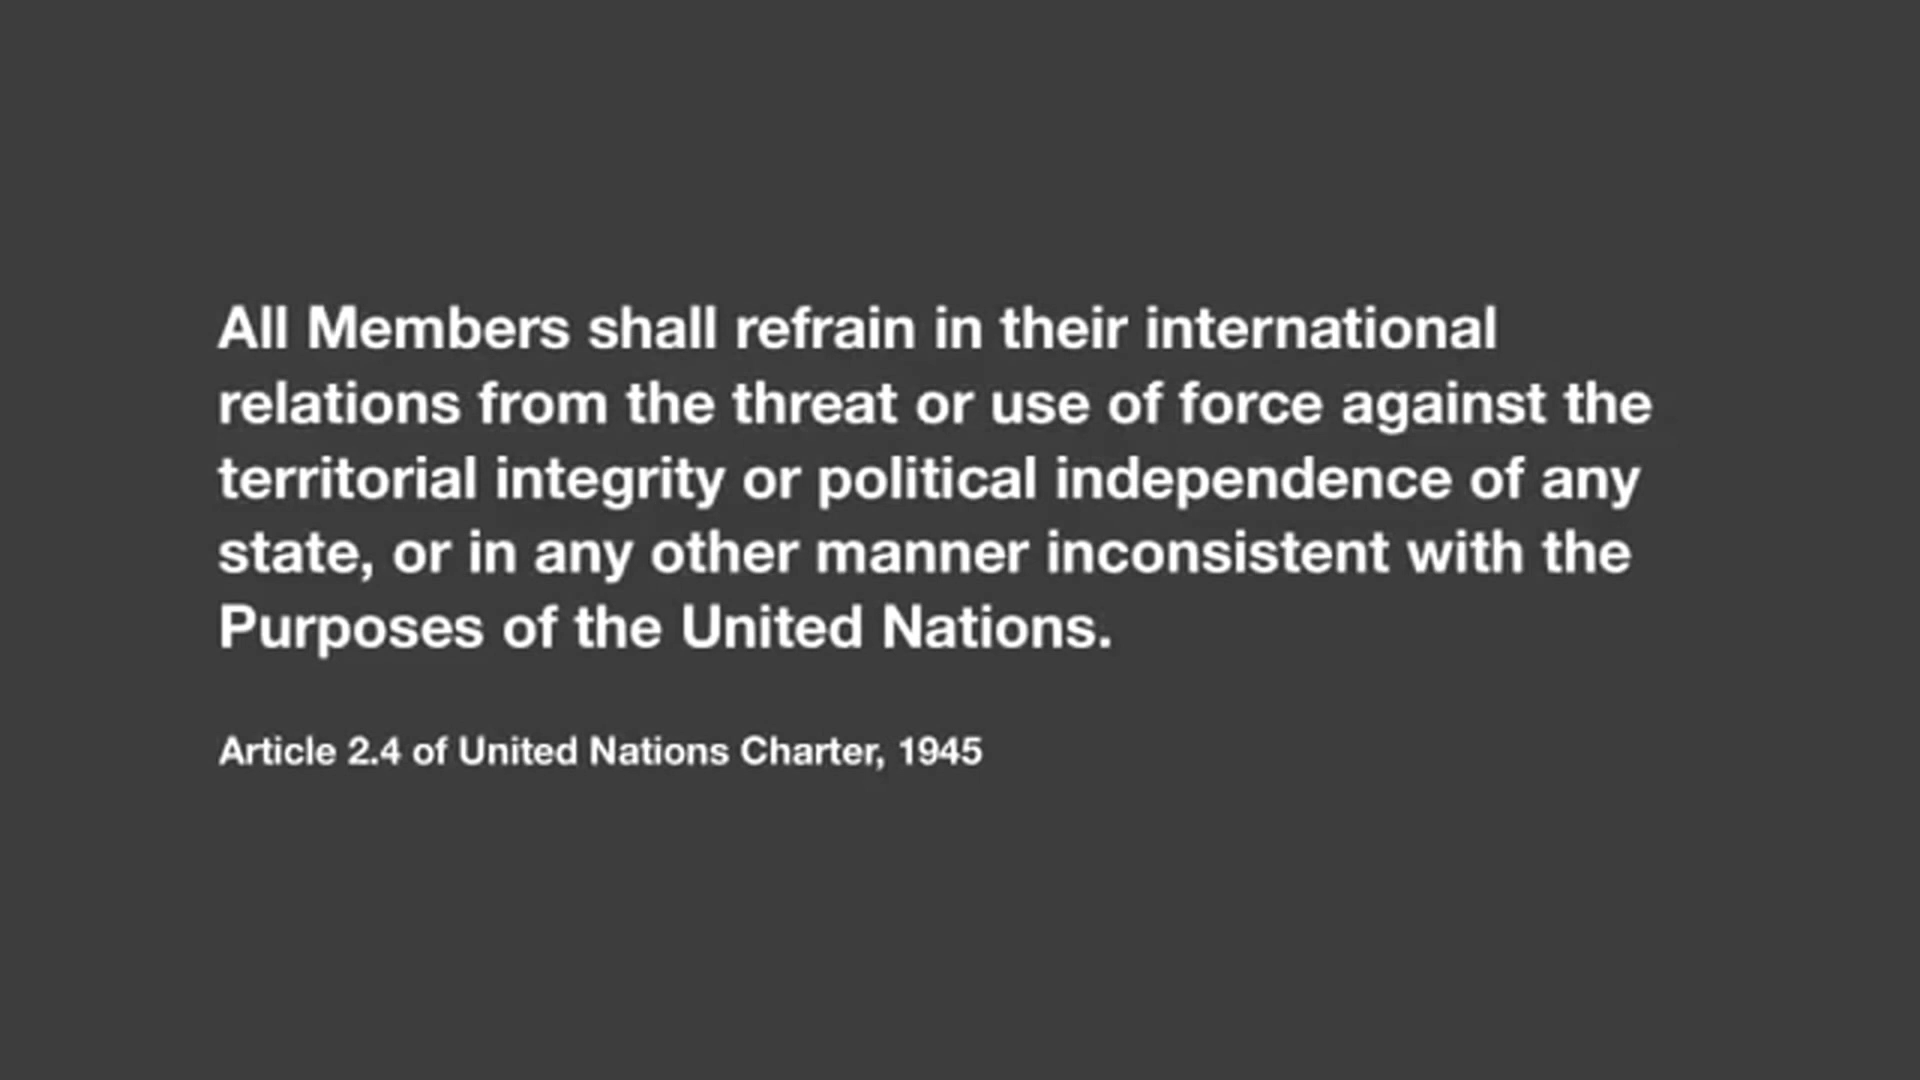 All Members shall refrain in their international
relations from the threat or use of force against the
territorial integrity or political independence of any
state, or in any other manner inconsistent with the
Purposes of the United Nations.
Article 2.4 of United Nations Charter, 1945